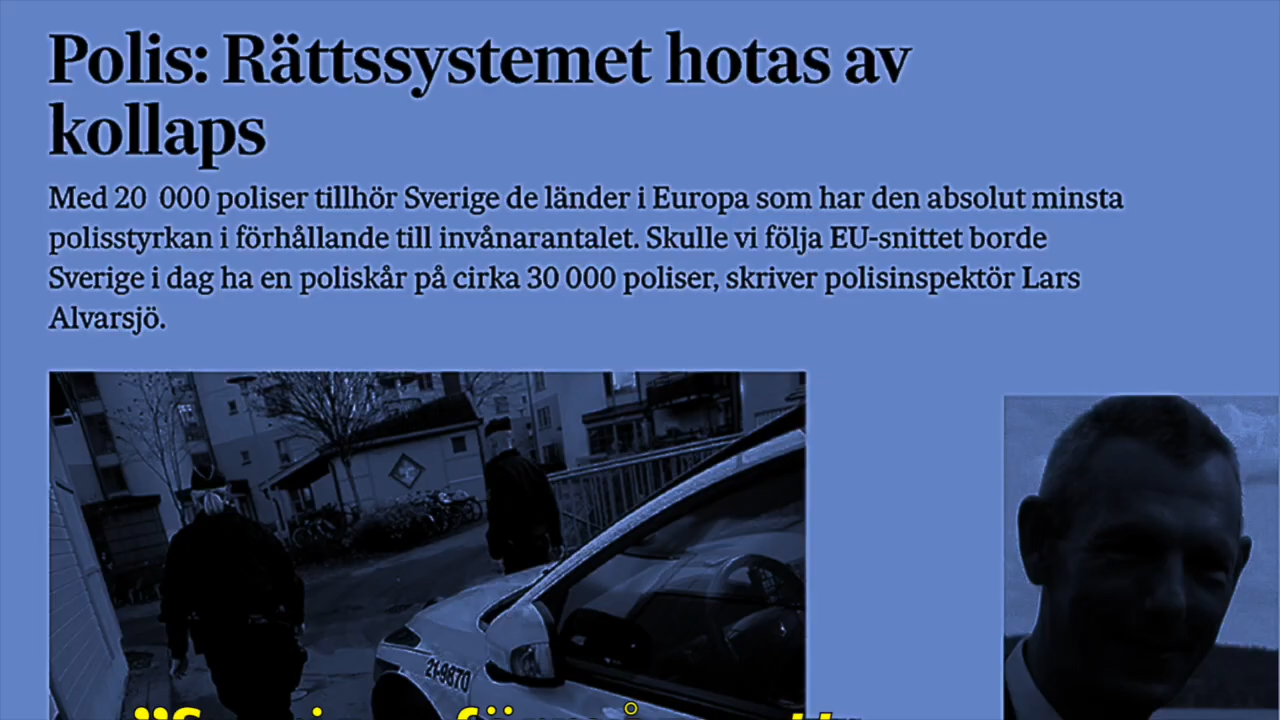 Polis: Rättssystemet hotas av
kollaps
Med 20 000 poliser tillhör Sverige de länder i Europa som har den absolut minsta
polisstyrkan i förhållande till invånarantalet. Skulle vi följa EU-snittet borde
Sverige i dag ha en poliskår på cirka 30 000 poliser, skriver polisinspektör Lars
Alvarsjö.
21-9870